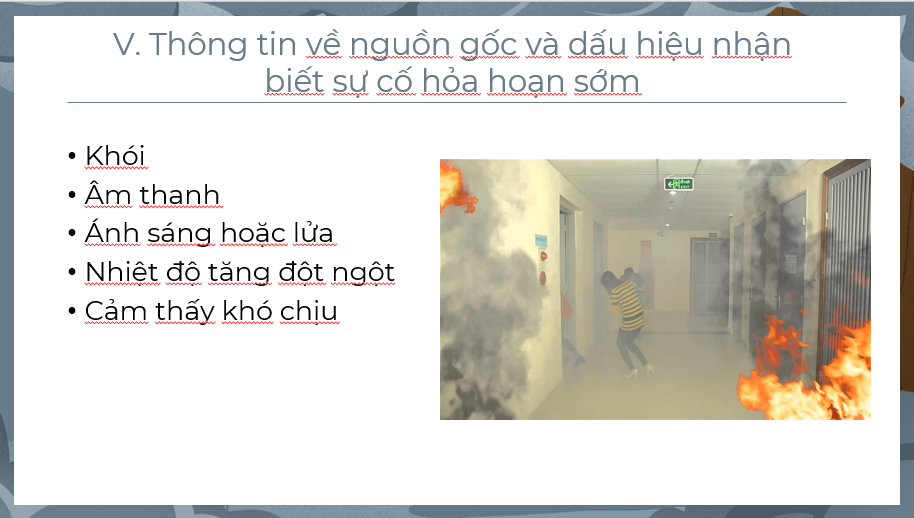 V. Thông tin về nguồn gốc và dấu hiệu nhận
biết sự cố hỏa hoạn sớm
• Khói
• Âm thanh
• Ánh sáng hoặc lửa
• Nhiệt độ tăng đột ngột
• Cảm thấy khó chịu